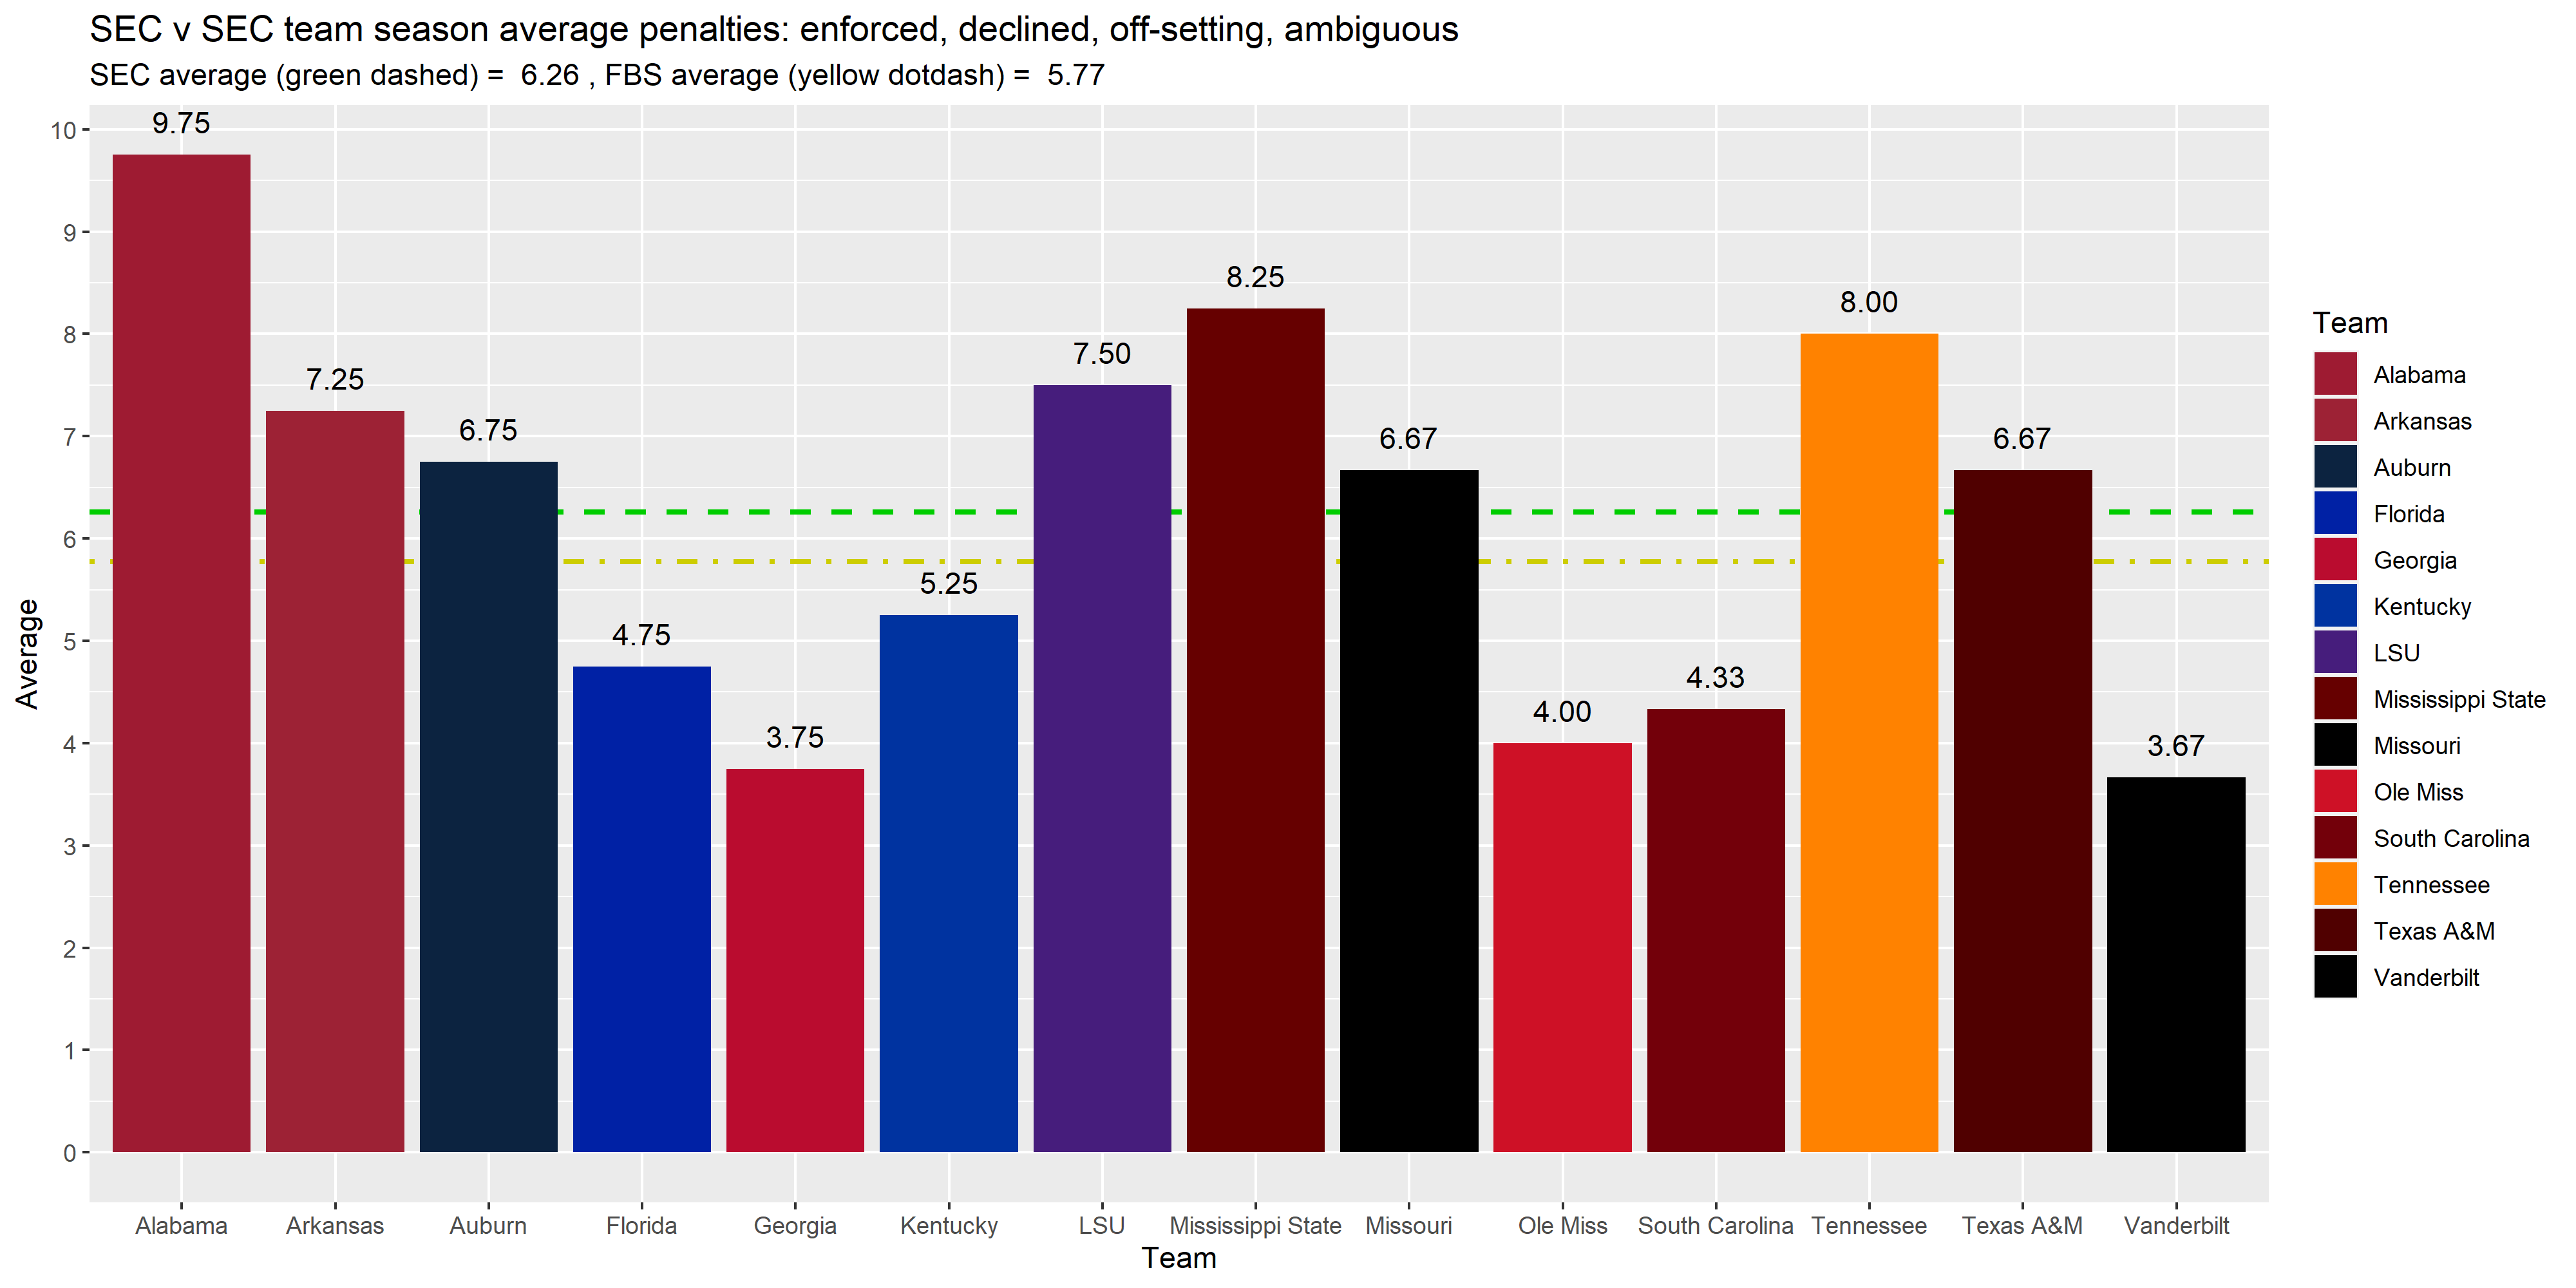 SEC v SEC team season average penalties: enforced, declined, off-setting, ambiguous
SEC average (green dashed) =  6.26 , FBS average (yellow dotdash) =  5.77
Average
10
9
8
7
6
5
4
3
2
1
0
9.75
7.25
6.75
4.75
3.75
5.25
7.50
8.25
6.67
4.00
4.33
8.00
6.67
3.67
Alabama
Arkansas
Auburn
Florida
Georgia
Kentucky
LSU
Mississippi State
Missouri
Ole Miss
South Carolina
Tennessee
Texas A&M
Vanderbilt
Team
Team
Alabama
Arkansas
Auburn
Florida
Georgia
Kentucky
LSU
Mississippi State
Missouri
Ole Miss
South Carolina
Tennessee
Texas A&M
Vanderbilt